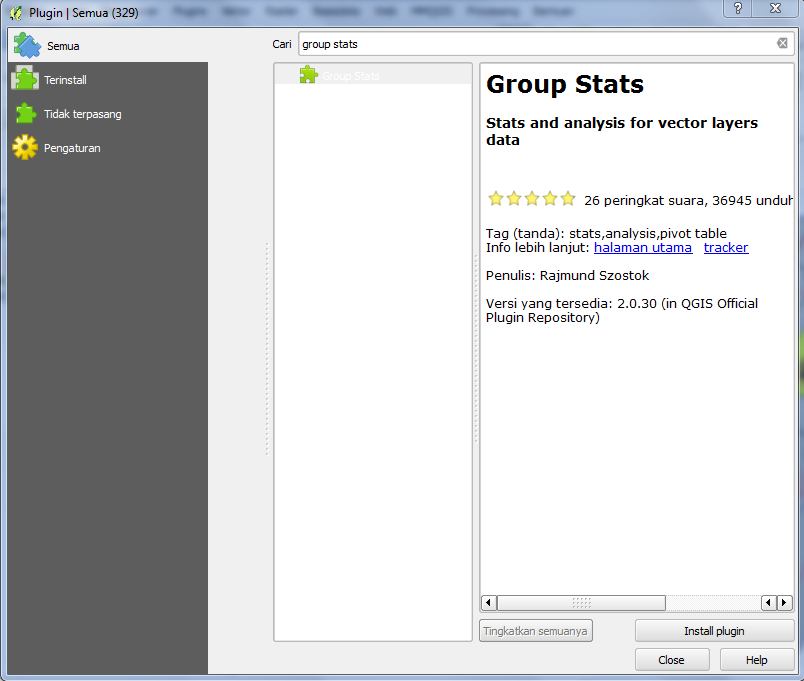 Plugin | Semua (329)
?
Semua
Terinstall
Tidak terpasang
Pengaturan
Cari
group stats
Group Stats
Group Stats
Stats and analysis for vector layers
data
26 peringkat suara, 36945 unduh
Tag (tanda): stats,analysis,pivot table
Info lebih lanjut: halaman utama tracker
Penulis: Rajmund Szostok
Versi yang tersedia: 2.0.30 (in QGIS Official
Plugin Repository)
Tingkatkan semuanya
Install plugin
Close
Help